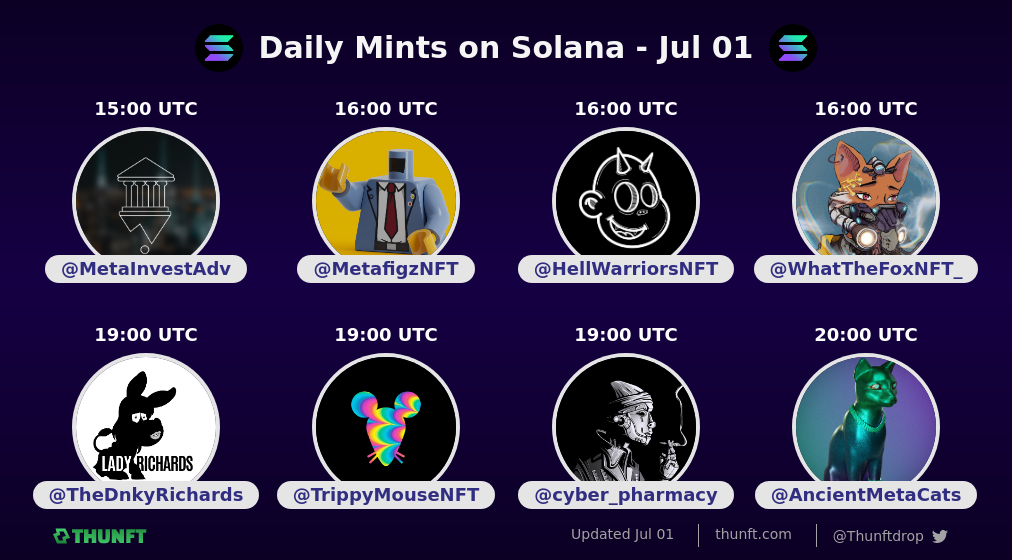 Daily Mints on Solana - Jul 01
15:00 UTC
16:00 UTC
16:00 UTC
16:00 UTC
@MetaInvestAdv
@MetafigzNFT
@HellWarriorsNFT
@WhatTheFoxNFT_
19:00 UTC
19:00 UTC
19:00 UTC
20:00 UTC
LADY RICHARDS
@TheDnkyRichards
@TrippyMouseNFT
@cyber_pharmacy
@AncientMetaCats
THUNFT
Updated Jul 01
thunft.com
@Thunftdrop